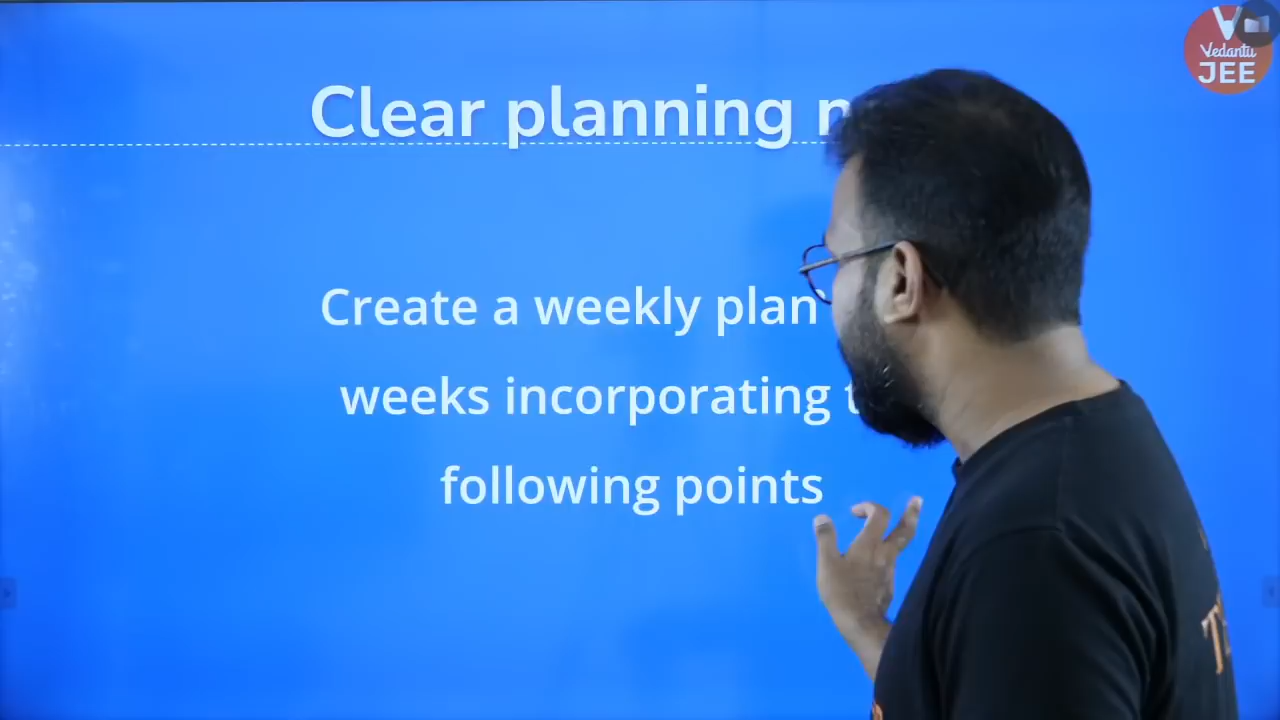 Vedantu
JEE
Clear planning
Create a weekly plan
weeks incorporating
following points